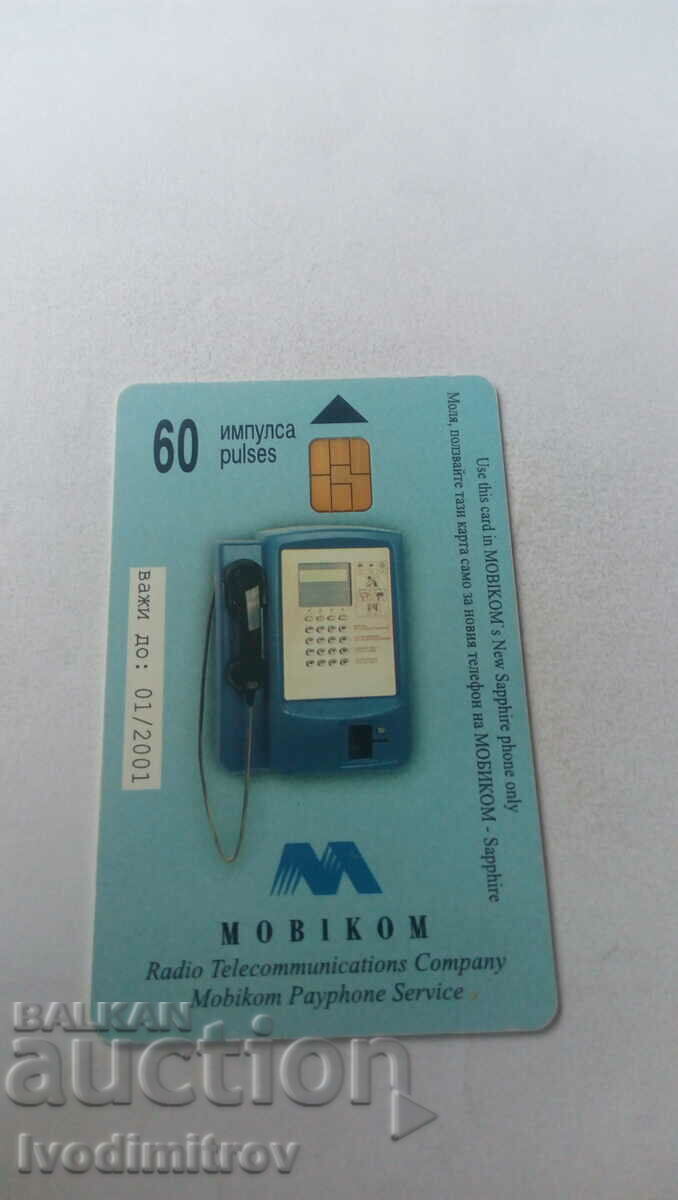 60 импулса
pulses
Use this card in MOBIKOM`s New Sapphire phone only
Моля, ползвайте тази карта само за новия телефон на МОБИКОМ - Sapphire
важи до: 01/2001
MOBIKOM
Radio Telecommunications Company
Mobikom Payphone Service
BALKAN
auction
Ivodimitrov